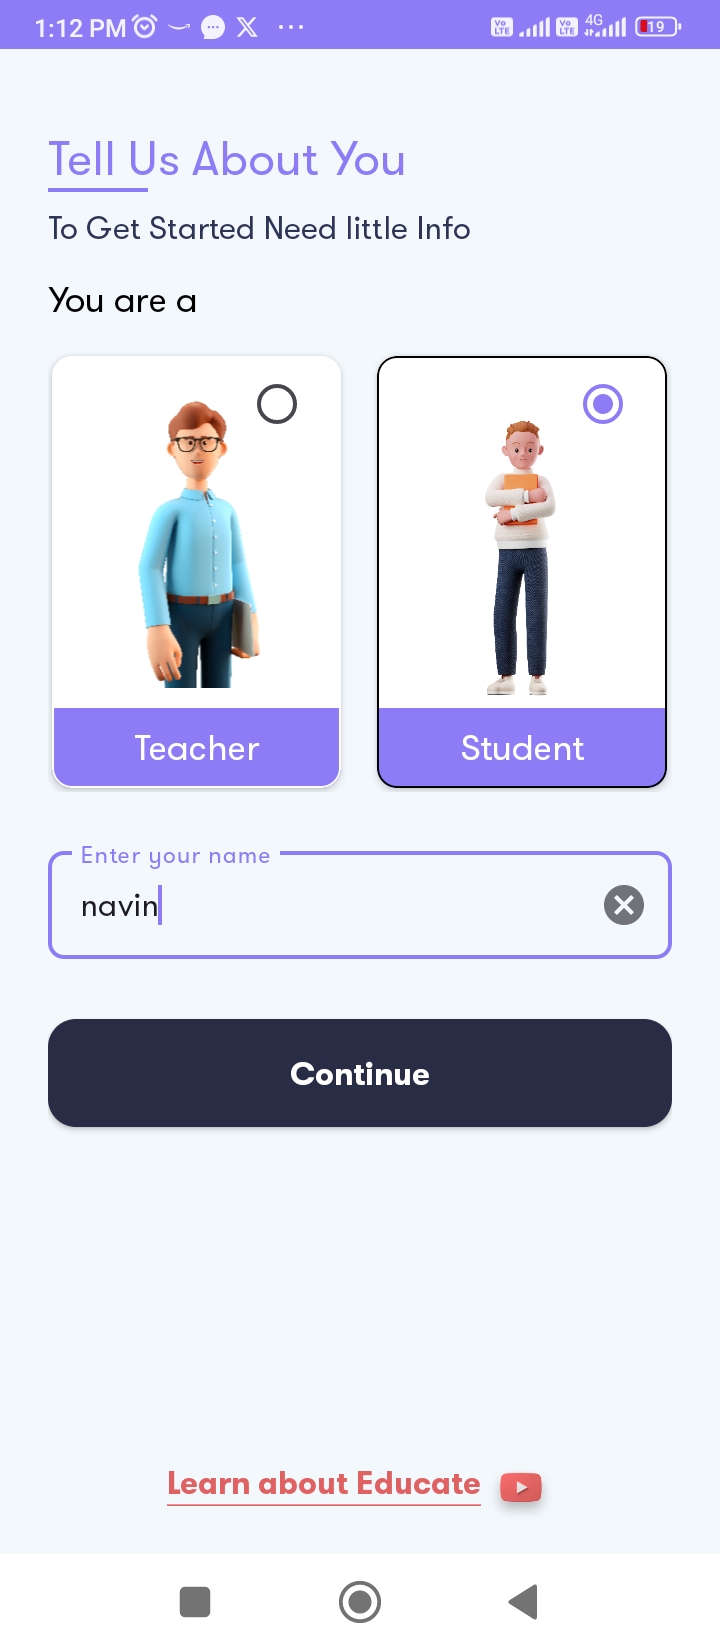 1:12 PM
Vo LTE
Vo LTE
4G
19
Tell Us About You
To Get Started Need little Info
You are a
Teacher
Student
Enter your name
navin
Continue
Learn about Educate